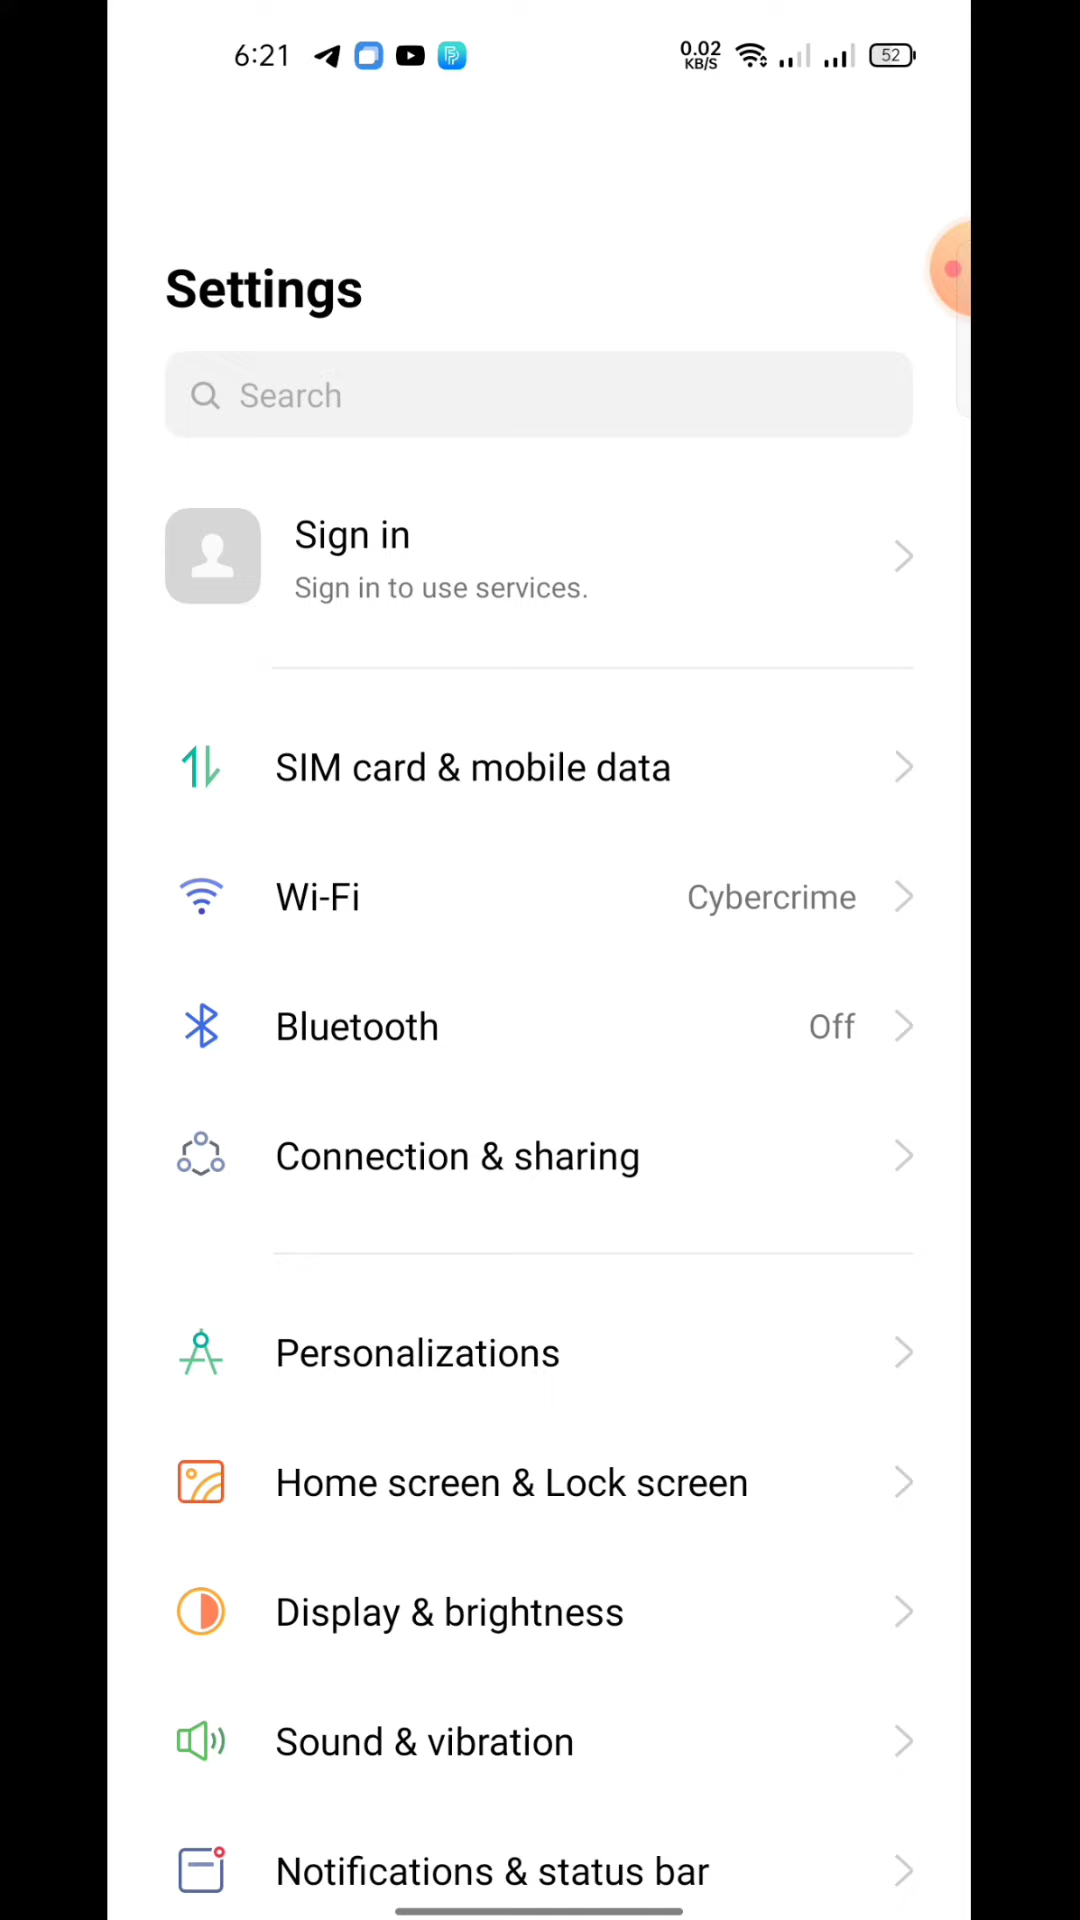 6:21 0.02 KB/S 52
Settings
Search
Sign in
Sign in to use services.
SIM card & mobile data
Wi-Fi Cybercrime
Bluetooth Off
Connection & sharing
Personalizations
Home screen & Lock screen
Display & brightness
Sound & vibration
Notifications & status bar